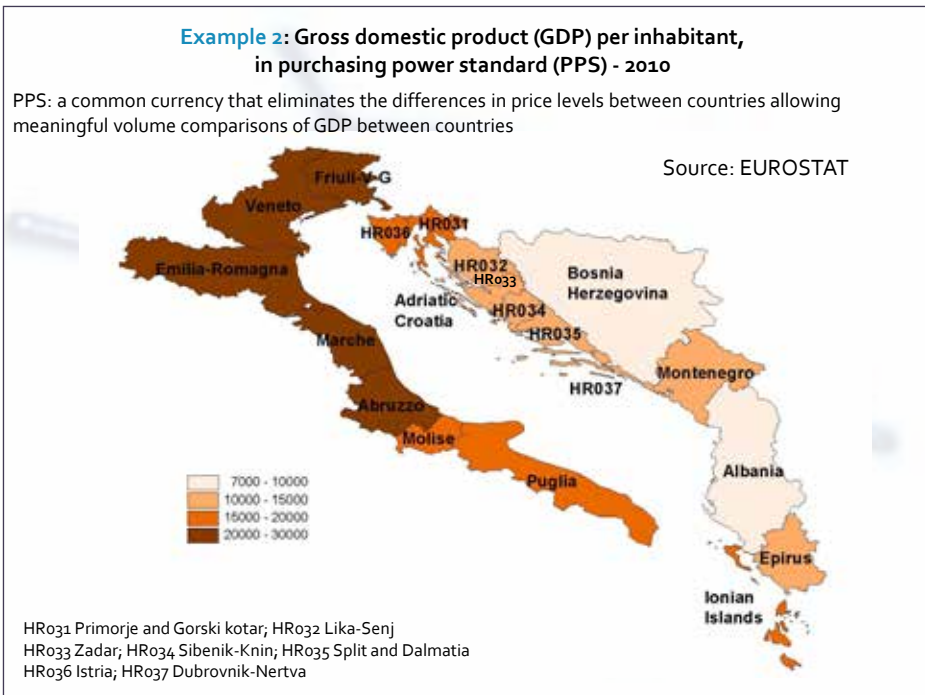 Example 2: Gross domestic product (GDP) per inhabitant,
in purchasing power standard (PPS) - 2010
PPS: a common currency that eliminates the differences in price levels between countries allowing
meaningful volume comparisons of GDP between countries
Source: EUROSTAT
Friuli-V-G
Veneto
HR036
HR031
Emilia-Romagna
HR032
HR033
Bosnia
Herzegovina
Adriatic
Croatia
HR034
HR035
Marche
Montenegro
HR037
Abruzzo
Molise
Puglia
Albania
7000 - 10000
10000 - 15000
15000 - 20000
20000 - 30000
Epirus
Ionian
Islands
HR031 Primorje and Gorski kotar; HR032 Lika-Senj
HR033 Zadar; HR034 Sibenik-Knin; HR035 Split and Dalmatia
HR036 Istria; HR037 Dubrovnik-Nertva